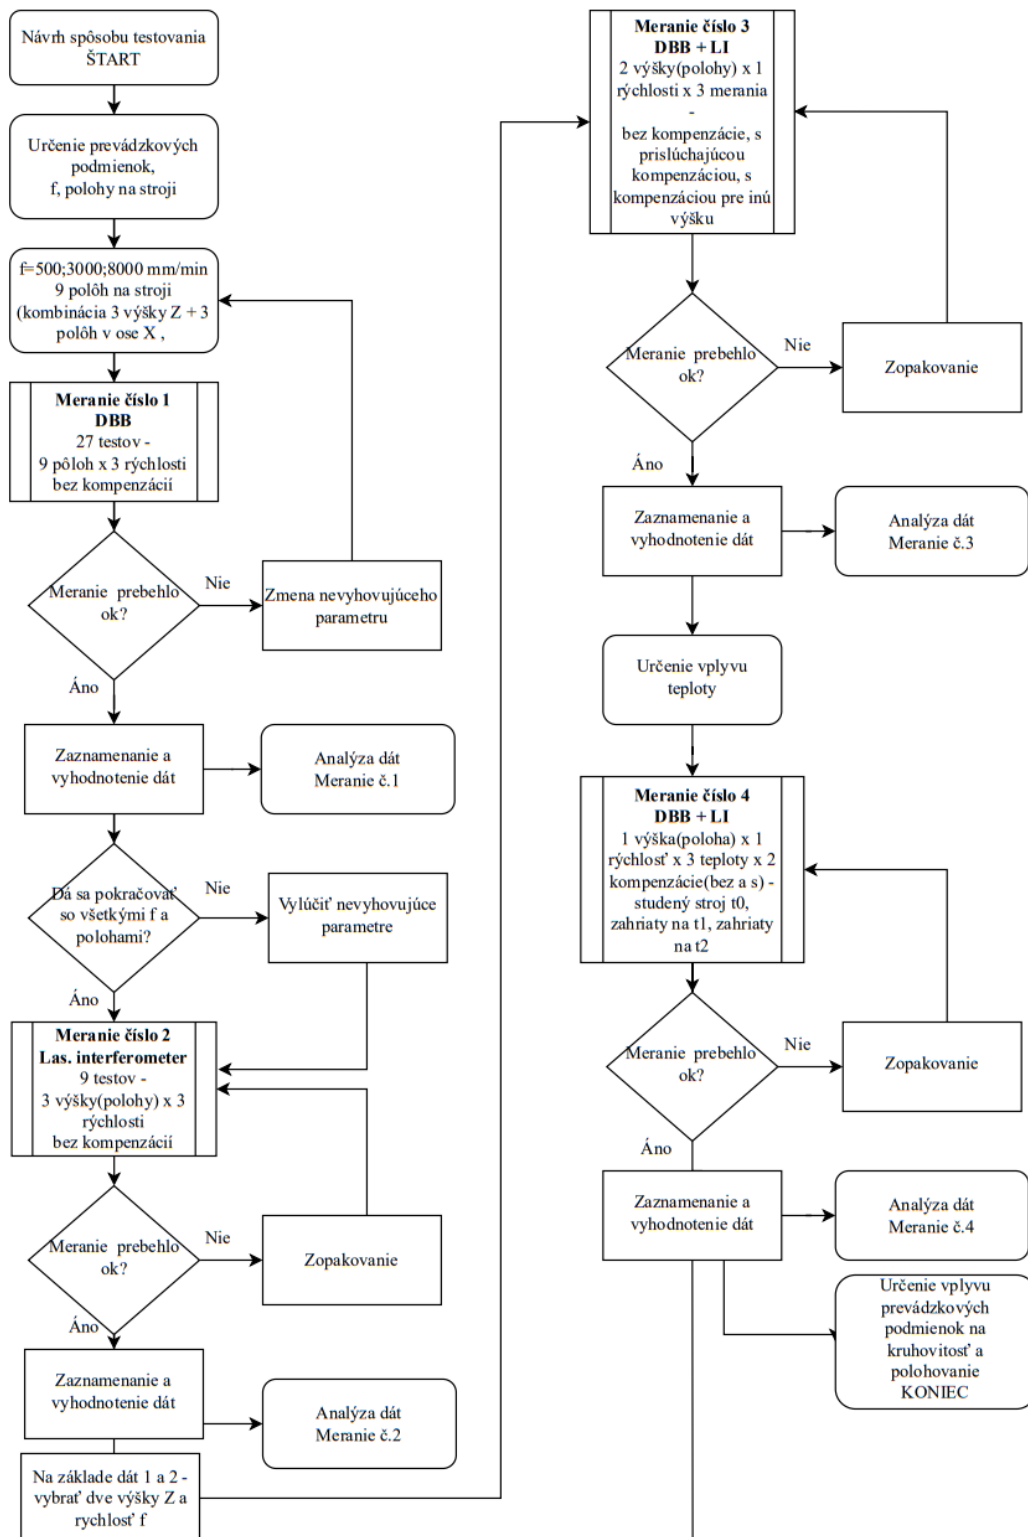 Návrh spôsobu testovania
ŠTART
Určenie prevádzkových
podmienok,
f, polohy na stroji
f=500;3000;8000 mm/min
9 polôh na stroji
(kombinácia 3 výšky Z + 3
polôh v ose X ,
Meranie číslo 1
DBB
27 testov -
9 pôloh x 3 rýchlosti
bez kompenzácií
Meranie prebehlo
ok?
Nie
Zmena nevyhovujúceho
parametru
Áno
Zaznamenanie a
vyhodnotenie dát
Analýza dát
Meranie č.1
Dá sa pokračovať
so všetkými f a
polohami?
Nie
Vylúčiť nevyhovujúce
parametre
Áno
Meranie číslo 2
Las. interferometer
9 testov -
3 výšky(polohy) x 3
rýchlosti
bez kompenzácií
Meranie prebehlo
ok?
Nie
Zopakovanie
Áno
Zaznamenanie a
vyhodnotenie dát
Analýza dát
Meranie č.2
Na základe dát 1 a 2 -
vybrať dve výšky Z a
rychlosť f
Meranie číslo 3
DBB + LI
2 výšky(polohy) x 1
rýchlosti x 3 merania
-
bez kompenzácie, s
prislúchajúcou
kompenzáciou, s
kompenzáciou pre inú
výšku
Meranie prebehlo
ok?
Nie
Zopakovanie
Áno
Zaznamenanie a
vyhodnotenie dát
Analýza dát
Meranie č.3
Určenie vplyvu
teploty
Meranie číslo 4
DBB + LI
1 výška(poloha) x 1
rýchlosť x 3 teploty x 2
kompenzácie(bez a s) -
studený stroj t0,
zahriaty na t1, zahriaty
na t2
Meranie prebehlo
ok?
Nie
Zopakovanie
Áno
Zaznamenanie a
vyhodnotenie dát
Analýza dát
Meranie č.4
Určenie vplyvu
prevádzkových
podmienok na
kruhovitosť a
polohovanie
KONIEC